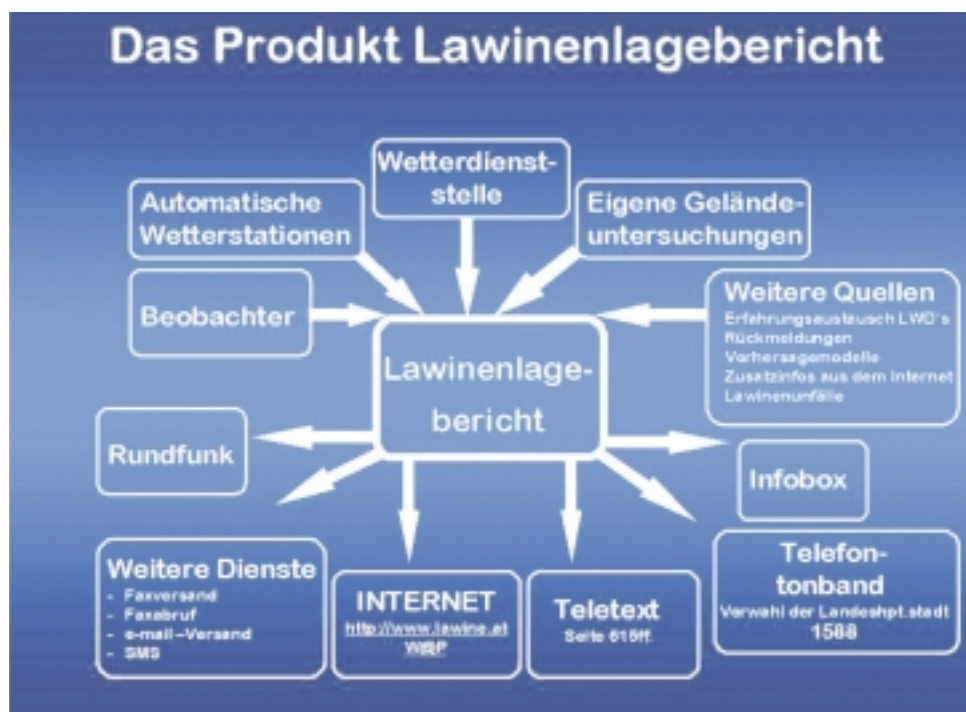 Das Produkt Lawinenlagebericht
Wetterdienst-
stelle
Automatische
Wetterstationen
Eigene Gelände-
untersuchungen
Beobachter
Weitere Quellen
Erfahrungsaustausch LWD's
Rückmeldungen
Vorhersagemodelle
Zusatzinfos aus dem Internet
Lawinenunfälle
Lawinenlage-
bericht
Rundfunk
Infobox
Weitere Dienste
- Faxversand
- Faxabruf
- e-mail–Versand
- SMS
INTERNET
http://www.lawine.at
Teletext
Seite 615ff.
Telefon-
tonband
Vorwahl der Landeshpt.stadt
1588